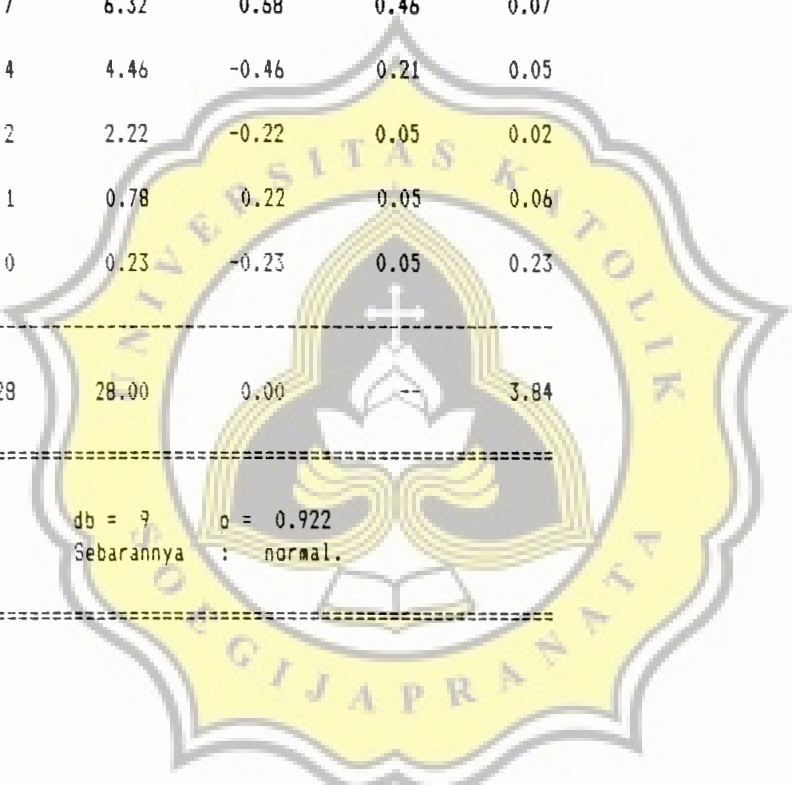 7 6.32 0.68 0.46 0.07
4 4.46 -0.46 0.21 0.05
2 2.22 -0.22 0.05 0.02
1 0.78 0.22 0.05 0.06
0 0.23 -0.23 0.05 0.23
------------------------------------------------
28 28.00 0.00 -- 3.84
================================================
db = 9 p = 0.922
Sebarannya : normal.
================================================
UNIVERSITAS KATOLIK
SOEGIJAPRANATA